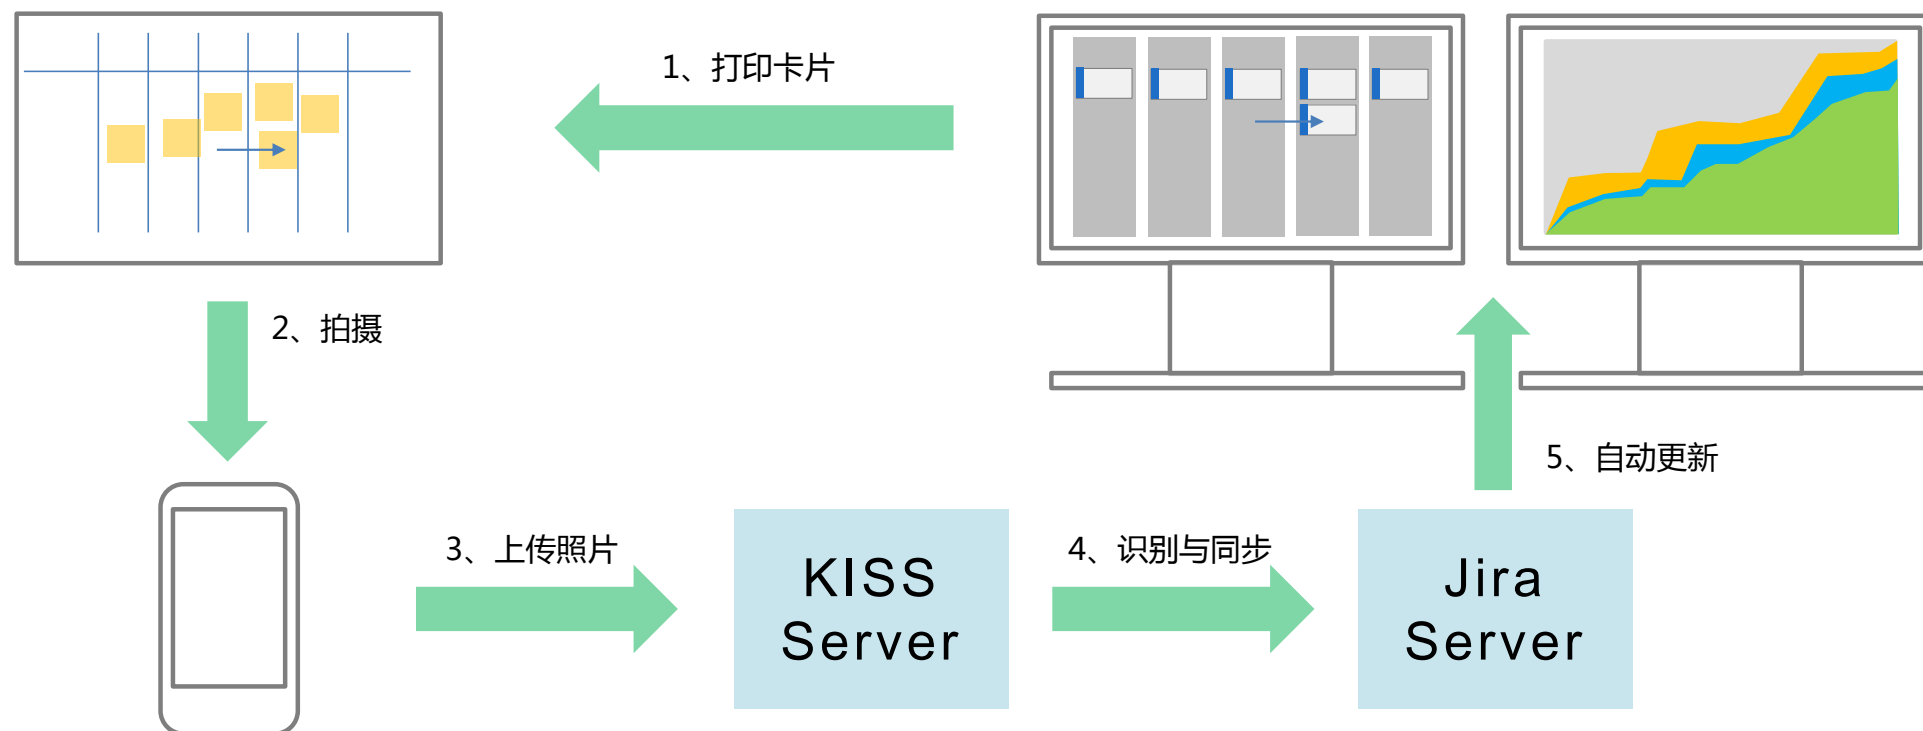 1、打印卡片
2、拍摄
5、自动更新
3、上传照片
4、识别与同步
KISS
Server
Jira
Server